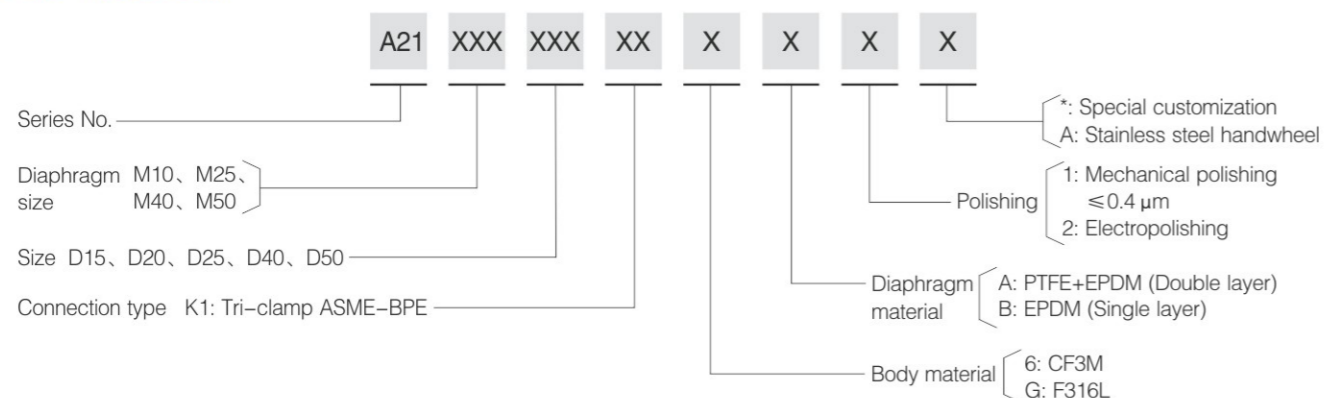 A21 XXX XXX XX X X X X
Series No.
Diaphragm size M10、M25、
M40、M50
Size D15、D20、D25、D40、D50
Connection type K1: Tri-clamp ASME-BPE
*: Special customization
A: Stainless steel handwheel
Polishing
1: Mechanical polishing
≤0.4 μm
2: Electropolishing
Diaphragm material
A: PTFE+EPDM (Double layer)
B: EPDM (Single layer)
Body material
6: CF3M
G: F316L